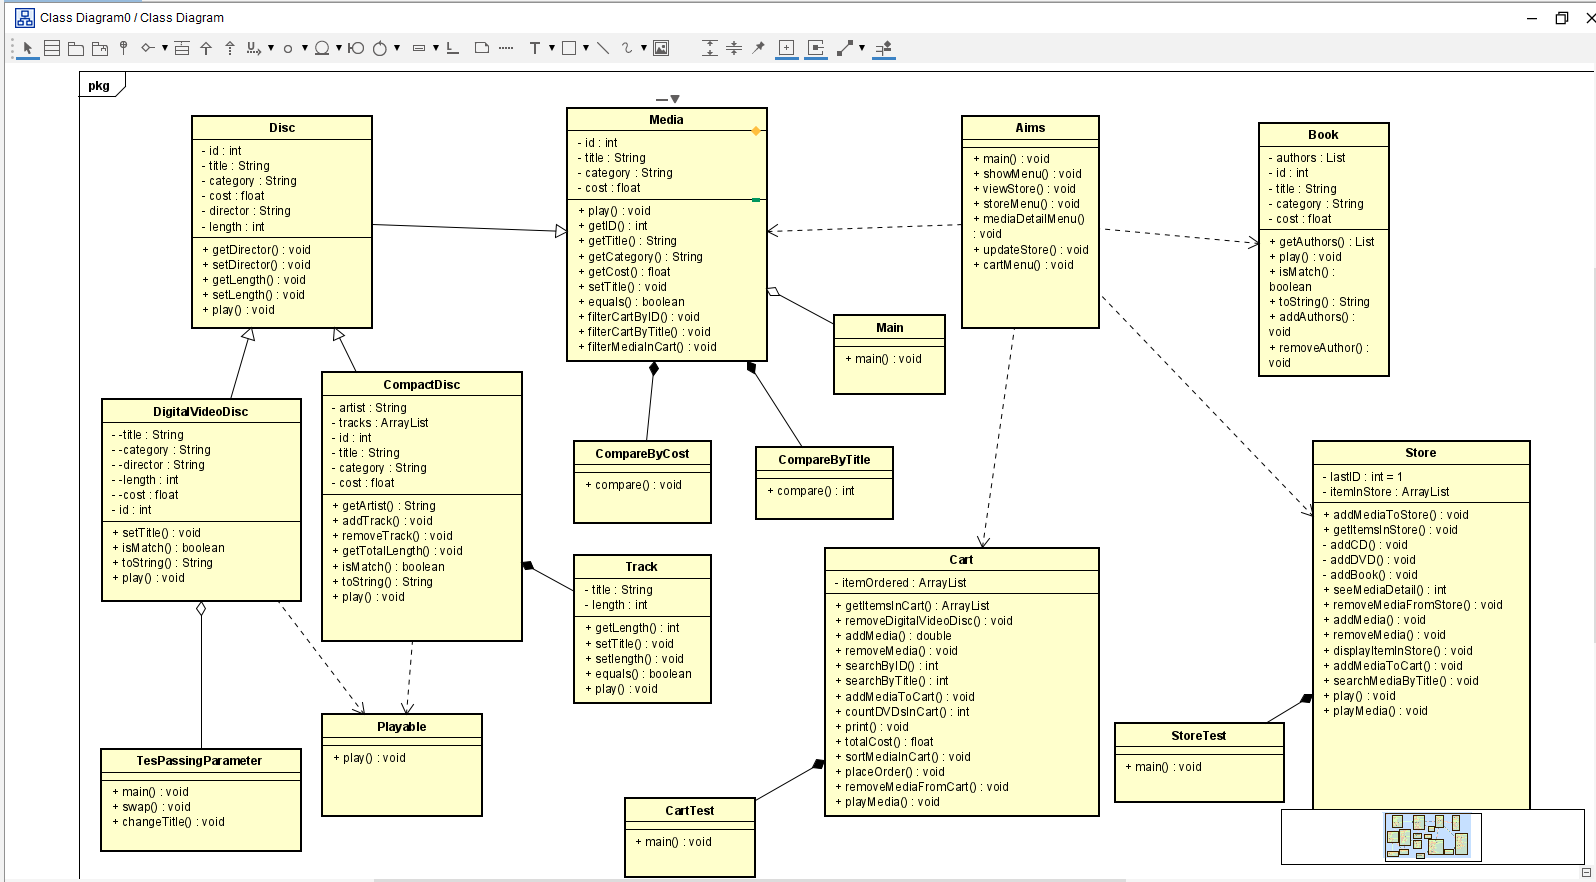 Class Diagram0 / Class Diagram
pkg
Disc
- id : int
- title : String
- category : String
- cost : float
- director : String
- length : int
+ getDirector() : void
+ setDirector() : void
+ getLength() : void
+ setLength() : void
+ play() : void
Media
- id : int
- title : String
- category : String
- cost : float
+ play() : void
+ getID() : int
+ getTitle() : String
+ getCategory() : String
+ getCost() : float
+ setTitle() : void
+ equals() : boolean
+ filterCartByID() : void
+ filterCartByTitle() : void
+ filterMediaInCart() : void
Aims
+ main() : void
+ showMenu() : void
+ viewStore() : void
+ storeMenu() : void
+ mediaDetailMenu()
: void
+ updateStore() : void
+ cartMenu() : void
Book
- authors : List
- id : int
- title : String
- category : String
- cost : float
+ getAuthors() : List
+ play() : void
+ isMatch() :
boolean
+ toString() : String
+ addAuthors() :
void
+ removeAuthor() :
void
Main
+ main() : void
DigitalVideoDisc
- -title : String
- -category : String
- -director : String
- -length : int
- -cost : float
- id : int
+ setTitle() : void
+ isMatch() : boolean
+ toString() : String
+ play() : void
CompactDisc
- artist : String
- tracks : ArrayList
- id : int
- title : String
- category : String
- cost : float
+ getArtist() : String
+ addTrack() : void
+ removeTrack() : void
+ getTotalLength() : void
+ isMatch() : boolean
+ toString() : String
+ play() : void
CompareByCost
+ compare() : void
CompareByTitle
+ compare() : int
Store
- lastID : int = 1
- itemInStore : ArrayList
+ addMediaToStore() : void
+ getItemsInStore() : void
- addCD() : void
- addDVD() : void
- addBook() : void
+ seeMediaDetail() : int
+ removeMediaFromStore() : void
+ addMedia() : void
+ removeMedia() : void
+ displayItemInStore() : void
+ addMediaToCart() : void
+ searchMediaByTitle() : void
+ play() : void
+ playMedia() : void
Track
- title : String
- length : int
+ getLength() : int
+ setTitle() : void
+ setlength() : void
+ equals() : boolean
+ play() : void
Cart
- itemOrdered : ArrayList
+ getItemsInCart() : ArrayList
+ removeDigitalVideoDisc() : void
+ addMedia() : double
+ removeMedia() : void
+ searchByID() : int
+ searchByTitle() : int
+ addMediaToCart() : void
+ countDVDsInCart() : int
+ print() : void
+ totalCost() : float
+ sortMediaInCart() : void
+ placeOrder() : void
+ removeMediaFromCart() : void
+ playMedia() : void
TesPassingParameter
+ main() : void
+ swap() : void
+ changeTitle() : void
Playable
+ play() : void
CartTest
+ main() : void
StoreTest
+ main() : void